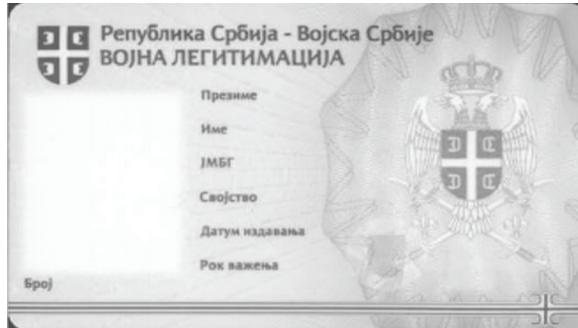 Република Србија - Војска Србије
ВОЈНА ЛЕГИТИМАЦИЈА
Презиме
Име
ЈМБГ
Својство
Датум издавања
Рок важења
Број